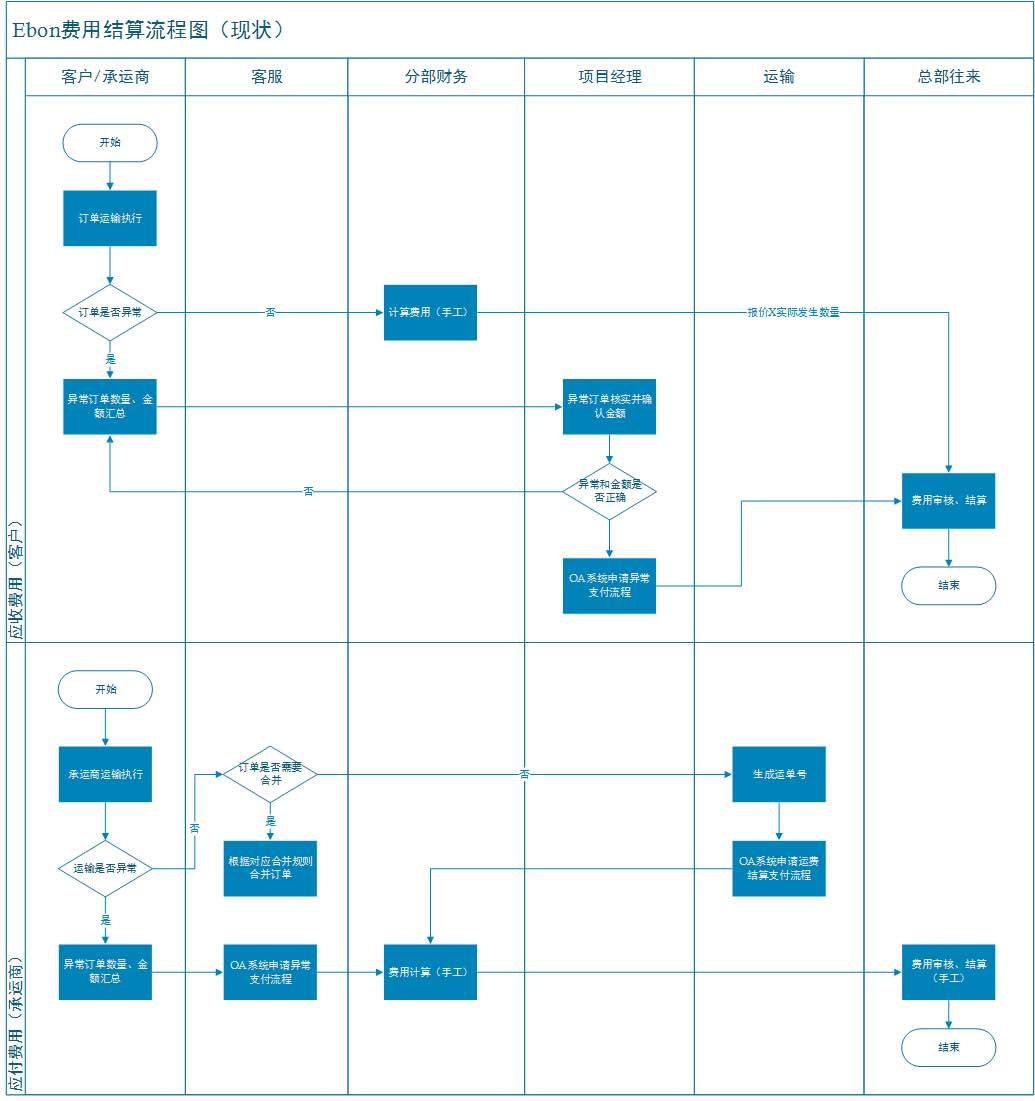 Ebon费用结算流程图（现状）
客户/承运商
客服
分部财务
项目经理
运输
总部往来
应收费用（客户）
开始
订单运输执行
订单是否异常
否
计算费用（手工）
报价X实际发生数量
是
异常订单数量、金
额汇总
异常订单核实并确
认金额
异常和金额是
否正确
否
费用审核、结算
OA系统申请异常
支付流程
结束
应付费用（承运商）
开始
承运商运输执行
订单是否需要
合并
否
生成运单号
否
是
运输是否异常
根据对应合并规则
合并订单
OA系统申请运费
结算支付流程
是
异常订单数量、金
额汇总
OA系统申请异常
支付流程
费用计算（手工）
费用审核、结算
（手工）
结束